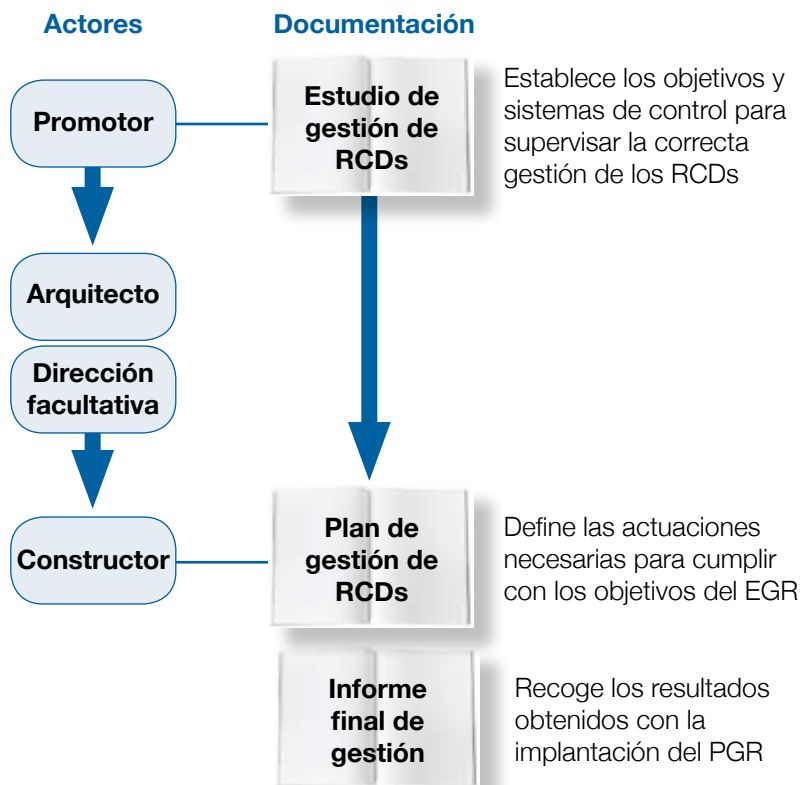 Actores
Documentación
Promotor
Estudio de
gestión de
RCDs
Establece los objetivos y
sistemas de control para
supervisar la correcta
gestión de los RCDs
Arquitecto
Dirección
facultativa
Constructor
Plan de
gestión de
RCDs
Define las actuaciones
necesarias para cumplir
con los objetivos del EGR
Informe
final de
gestión
Recoge los resultados
obtenidos con la
implantación del PGR